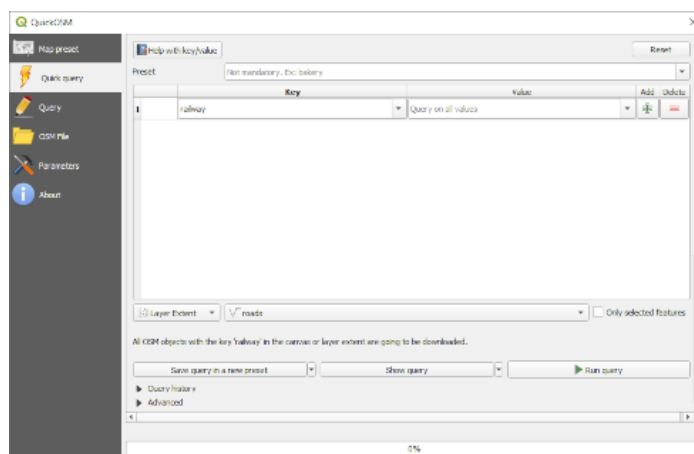 QuickOSM
Map preset
Quick query
Query
OSM File
Parameters
About
Help with key/value
Reset
Preset
Not mandatory. Ex: bakery
Key Value Add Delete
1 railway Query on all values
Layer Extent roads Only selected features
All OSM objects with the key 'railway' in the canvas or layer extent are going to be downloaded.
Save query in a new preset Show query Run query
Query history
Advanced
0%